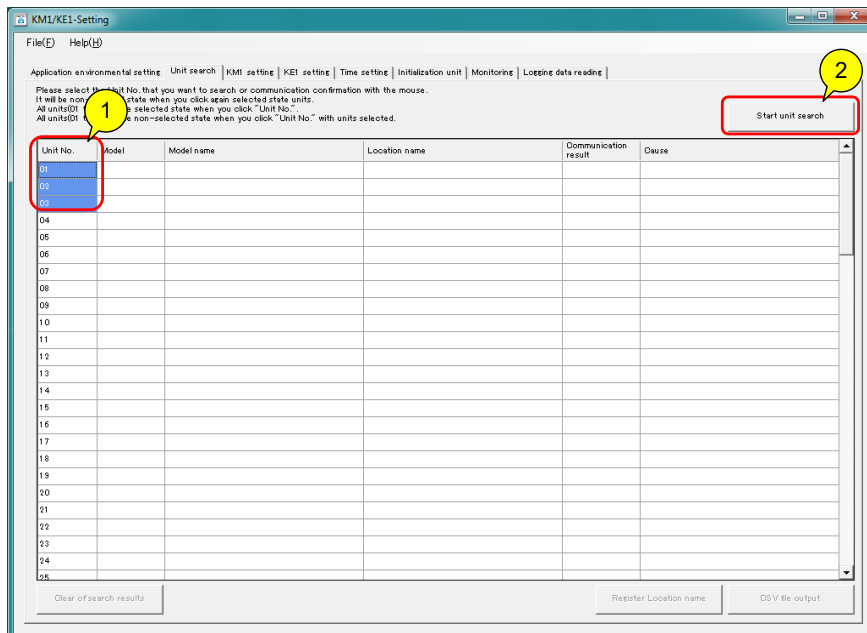 KM1/KE1-Setting
File(F) Help(H)
Application environmental setting Unit search KM1 setting KE1 setting Time setting Initialization unit Monitoring Logging data reading
2
Please select the Unit No. that you want to search or communication confirmation with the mouse.
It will be non state when you click again selected state units.
All units(01 selected state when you click "Unit No.".
All units(01 non-selected state when you click "Unit No." with units selected.
1
Start unit search
Unit No. Model Model name Location name Communication result Cause
01
02
03
04
05
06
07
08
09
10
11
12
13
14
15
16
17
18
19
20
21
22
23
24
25
Clear of search results Register Location name CSV file output